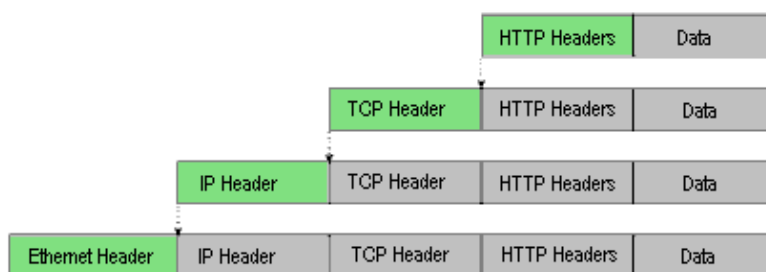 HTTP Headers Data
TCP Header HTTP Headers Data
IP Header TCP Header HTTP Headers Data
Ethernet Header IP Header TCP Header HTTP Headers Data